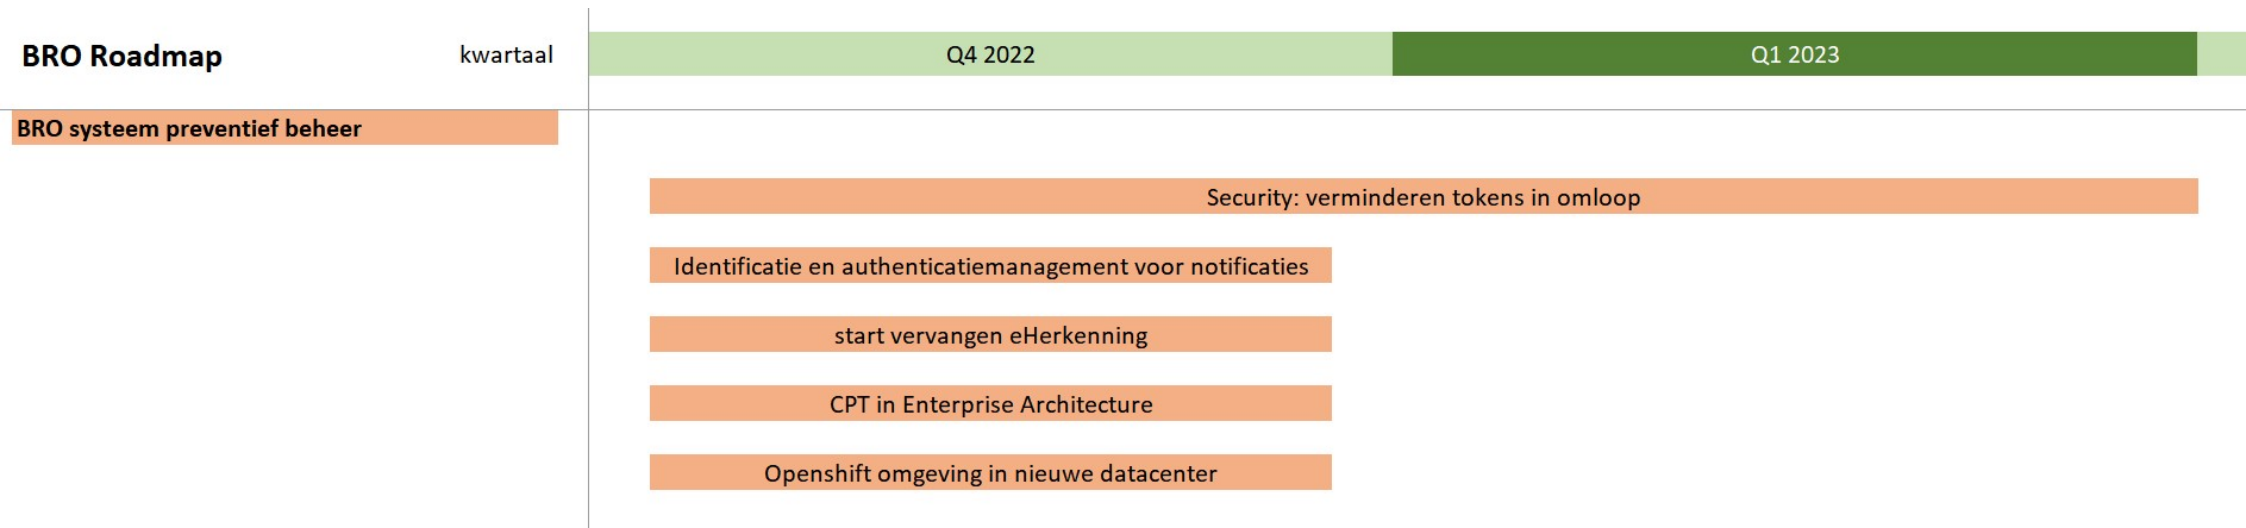 BRO Roadmap
kwartaal
Q4 2022
Q1 2023
BRO systeem preventief beheer
Security: verminderen tokens in omloop
Identificatie en authenticatiemanagement voor notificaties
start vervangen eHerkenning
CPT in Enterprise Architecture
Openshift omgeving in nieuwe datacenter